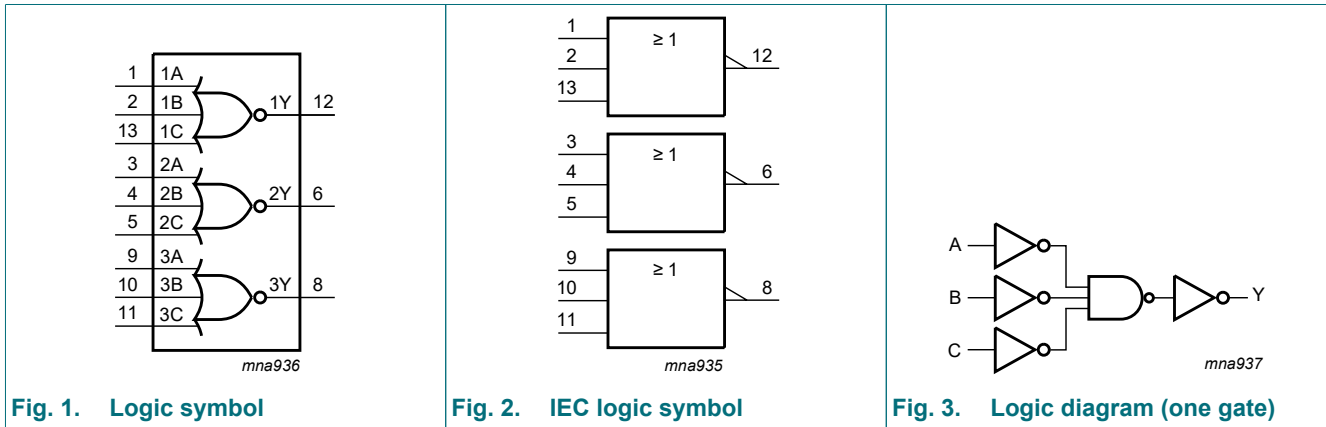 1 1A
2 1B 1Y 12
13 1C
3 2A
4 2B 2Y 6
5 2C
9 3A
10 3B 3Y 8
11 3C
mna936
Fig. 1. Logic symbol
1 ≥ 1
2 12
13
3 ≥ 1
4 6
5
9 ≥ 1
10 8
11
mna935
Fig. 2. IEC logic symbol
A
B Y
C
mna937
Fig. 3. Logic diagram (one gate)